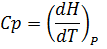 Cp = (dH/dT)_P